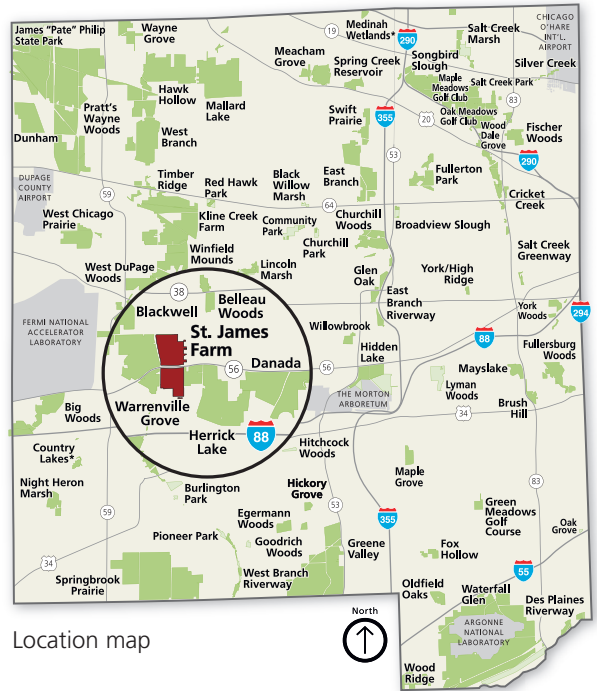 James "Pate" Philip
State Park
Wayne
Grove
19
Medinah
Wetlands*
290
Salt Creek
Marsh
CHICAGO
O'HARE
INT'L.
AIRPORT
Meacham
Grove
Spring Creek
Reservoir
Songbird
Slough
Silver Creek
Maple
Meadows
Golf Club
Salt Creek Park
Hawk
Hollow
Mallard
Lake
Pratt's
Wayne
Woods
Swift
Prairie
355
20
Oak Meadows
Golf Club
83
Wood
Dale
Grove
Fischer
Woods
Dunham
West
Branch
53
290
DUPAGE
COUNTY
AIRPORT
59
Timber
Ridge
Red Hawk
Park
Black
Willow
Marsh
East
Branch
Fullerton
Park
64
Cricket
Creek
West Chicago
Prairie
Kline Creek
Farm
Community
Park
Churchill
Woods
Broadview Slough
Churchill
Park
Winfield
Mounds
Salt Creek
Greenway
West DuPage
Woods
Lincoln
Marsh
Glen
Oak
York/High
Ridge
38
Blackwell
Belleau
Woods
East
Branch
Riverway
York
Woods
294
FERMI NATIONAL
ACCELERATOR
LABORATORY
St. James
Farm
Willowbrook
88
Fullersburg
Woods
Hidden
Lake
56
Danada
56
Mayslake
THE MORTON
ARBORETUM
Lyman
Woods
Brush
Hill
Big
Woods
Warrenville
Grove
34
Herrick
Lake
88
Hitchcock
Woods
Country
Lakes*
Maple
Grove
Night Heron
Marsh
Burlington
Park
Hickory
Grove
83
59
53
Egermann
Woods
355
Green
Meadows
Golf
Course
Oak
Grove
Pioneer Park
Goodrich
Woods
Greene
Valley
Fox
Hollow
34
55
Springbrook
Prairie
West Branch
Riverway
Oldfield
Oaks
Waterfall
Glen
Des Plaines
Riverway
North
ARGONNE
NATIONAL
LABORATORY
Location map
Wood
Ridge